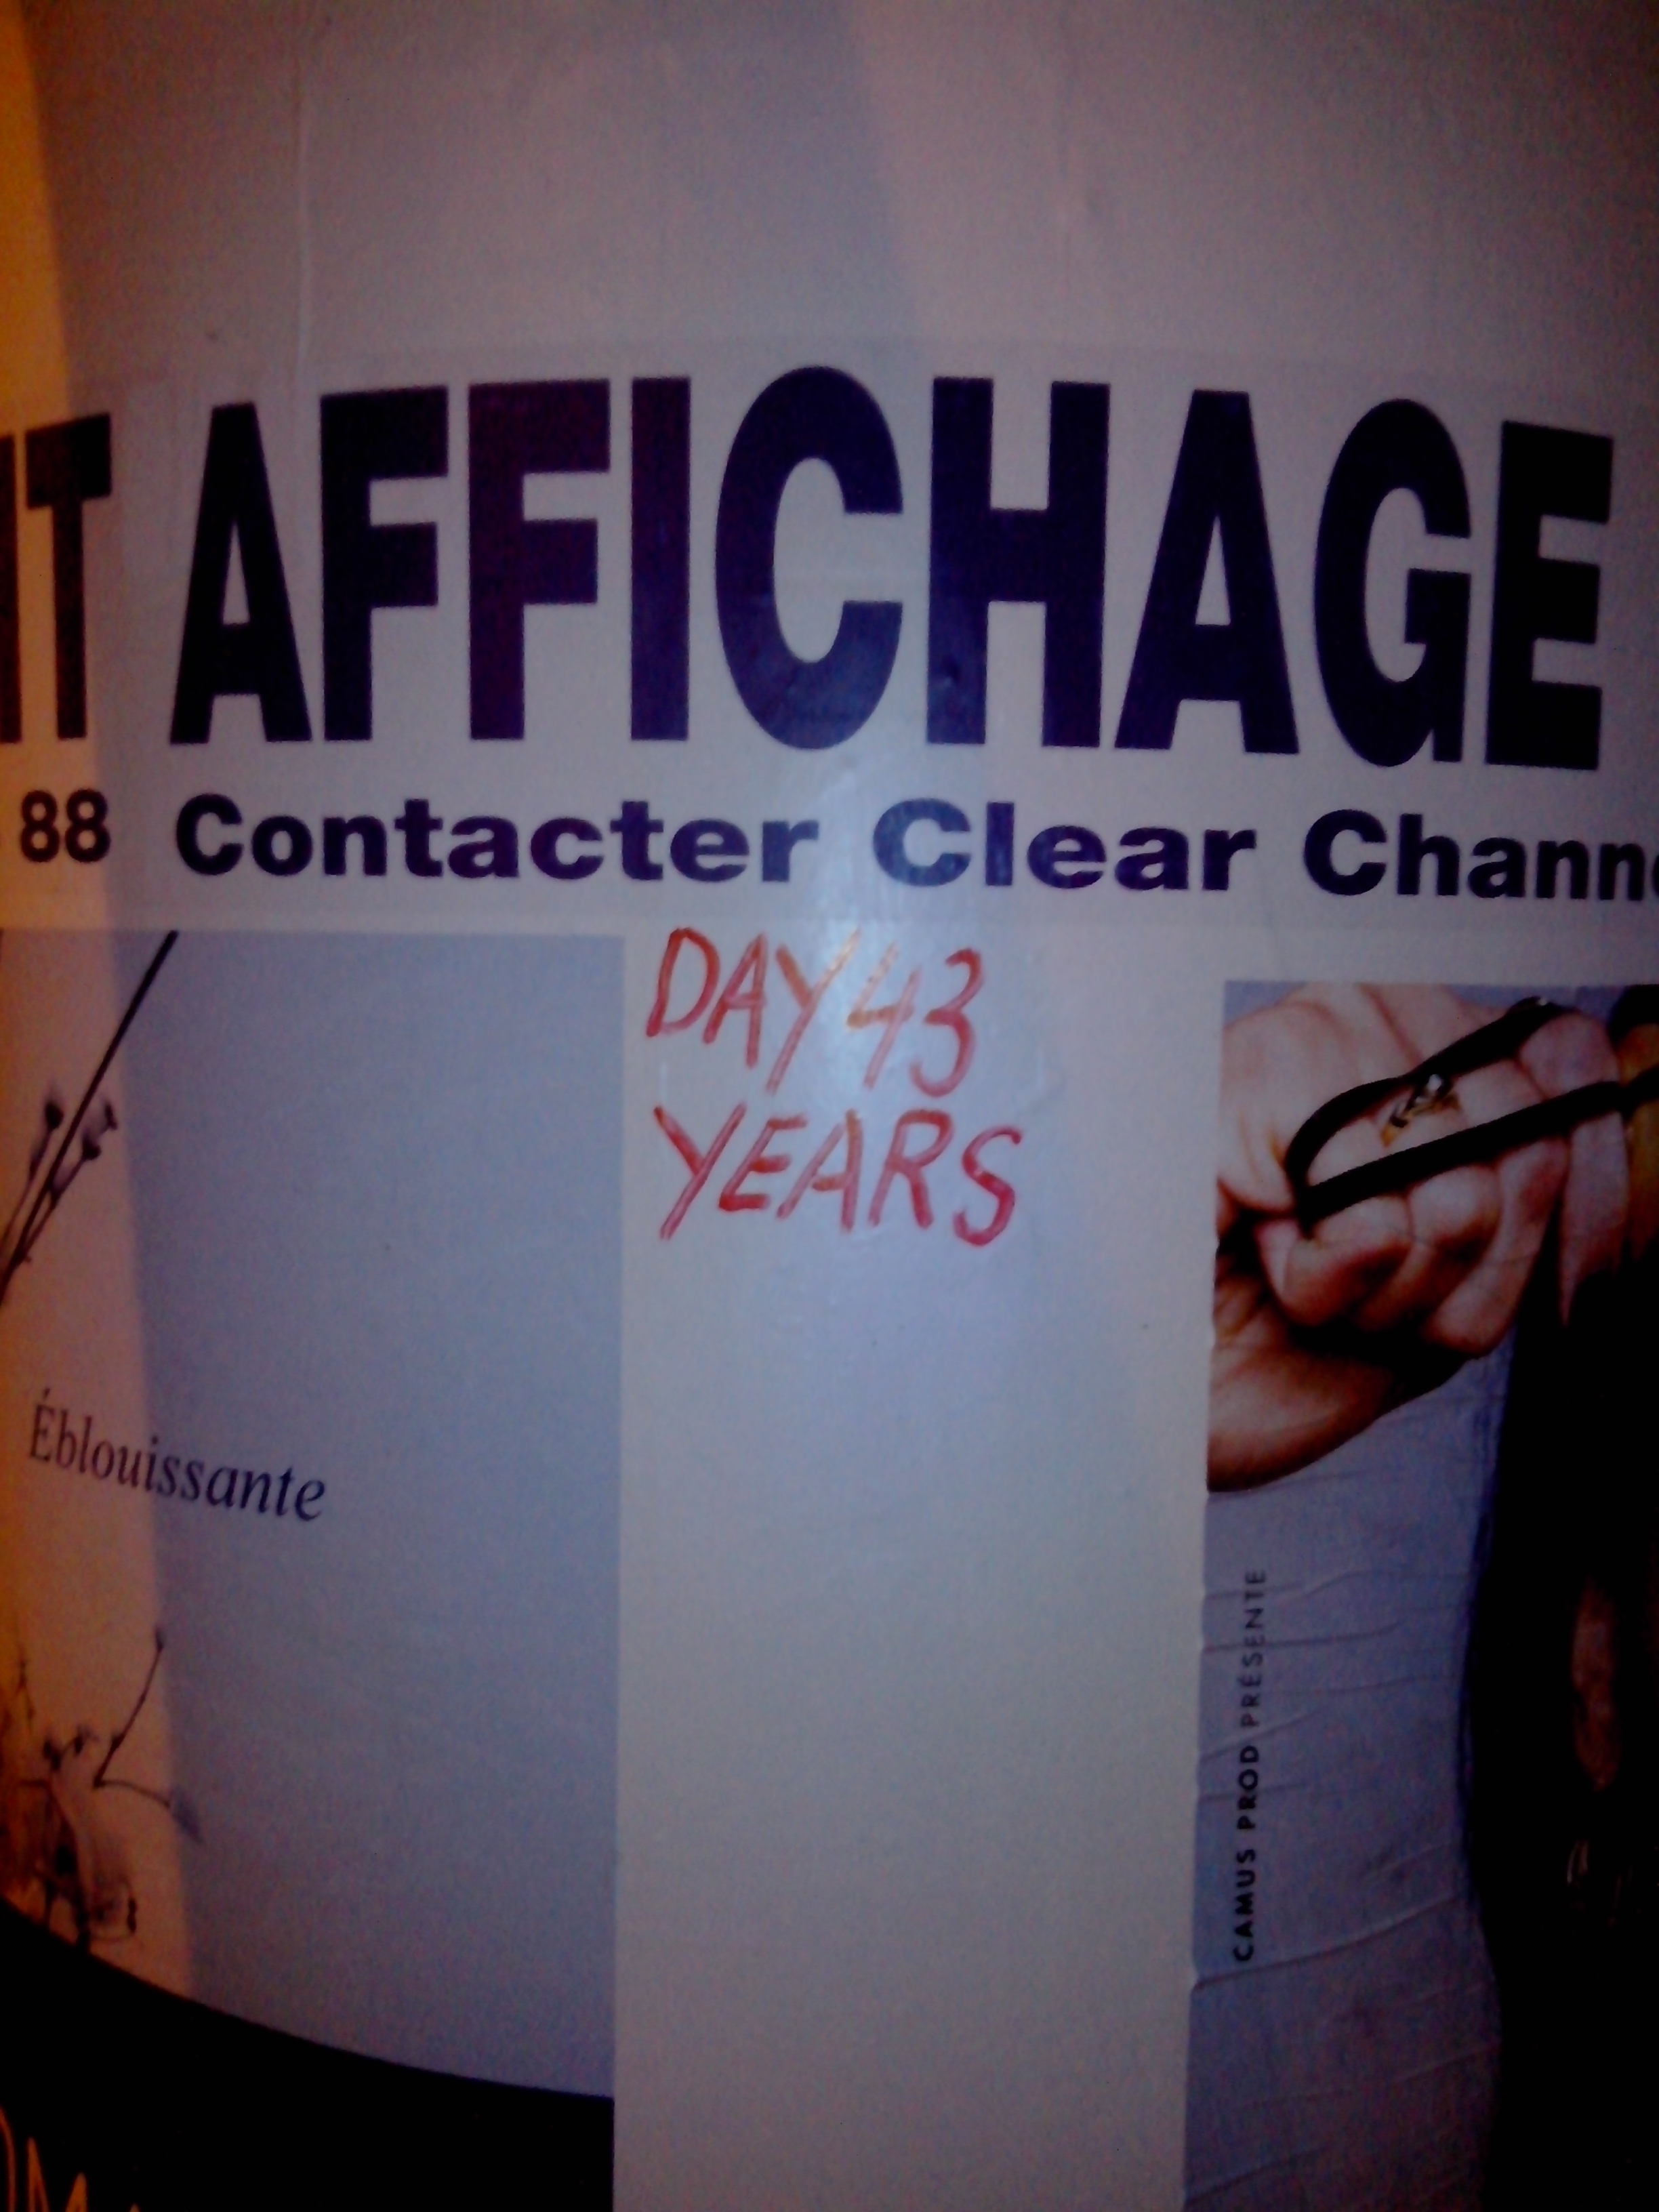 IT AFFICHAGE
88 Contacter Clear Channe
DAY 43
YEARS
Éblouissante
CAMUS PROD PRÉSENTE